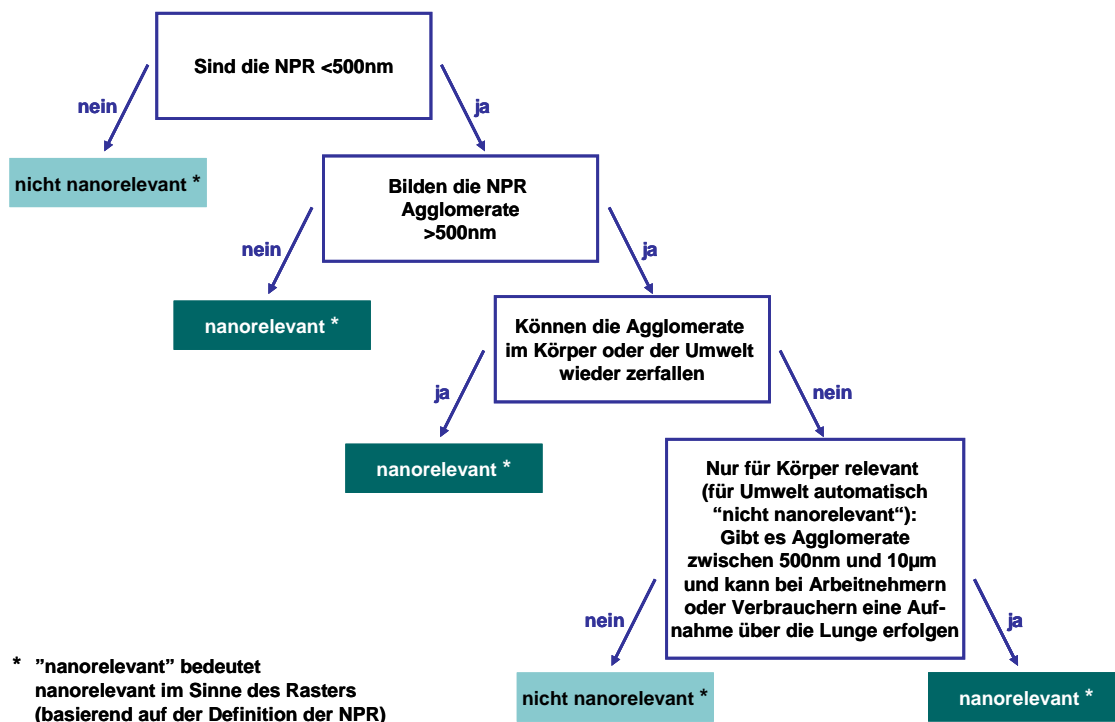 Sind die NPR <500nm
nein
ja
nicht nanorelevant *
Bilden die NPR
Agglomerate
>500nm
nein
ja
nanorelevant *
Können die Agglomerate
im Körper oder der Umwelt
wieder zerfallen
ja
nein
nanorelevant *
Nur für Körper relevant
(für Umwelt automatisch
“nicht nanorelevant“):
Gibt es Agglomerate
zwischen 500nm und 10µm
und kann bei Arbeitnehmern
oder Verbrauchern eine Auf-
nahme über die Lunge erfolgen
nein
ja
nicht nanorelevant *
nanorelevant *
* ”nanorelevant” bedeutet
nanorelevant im Sinne des Rasters
(basierend auf der Definition der NPR)